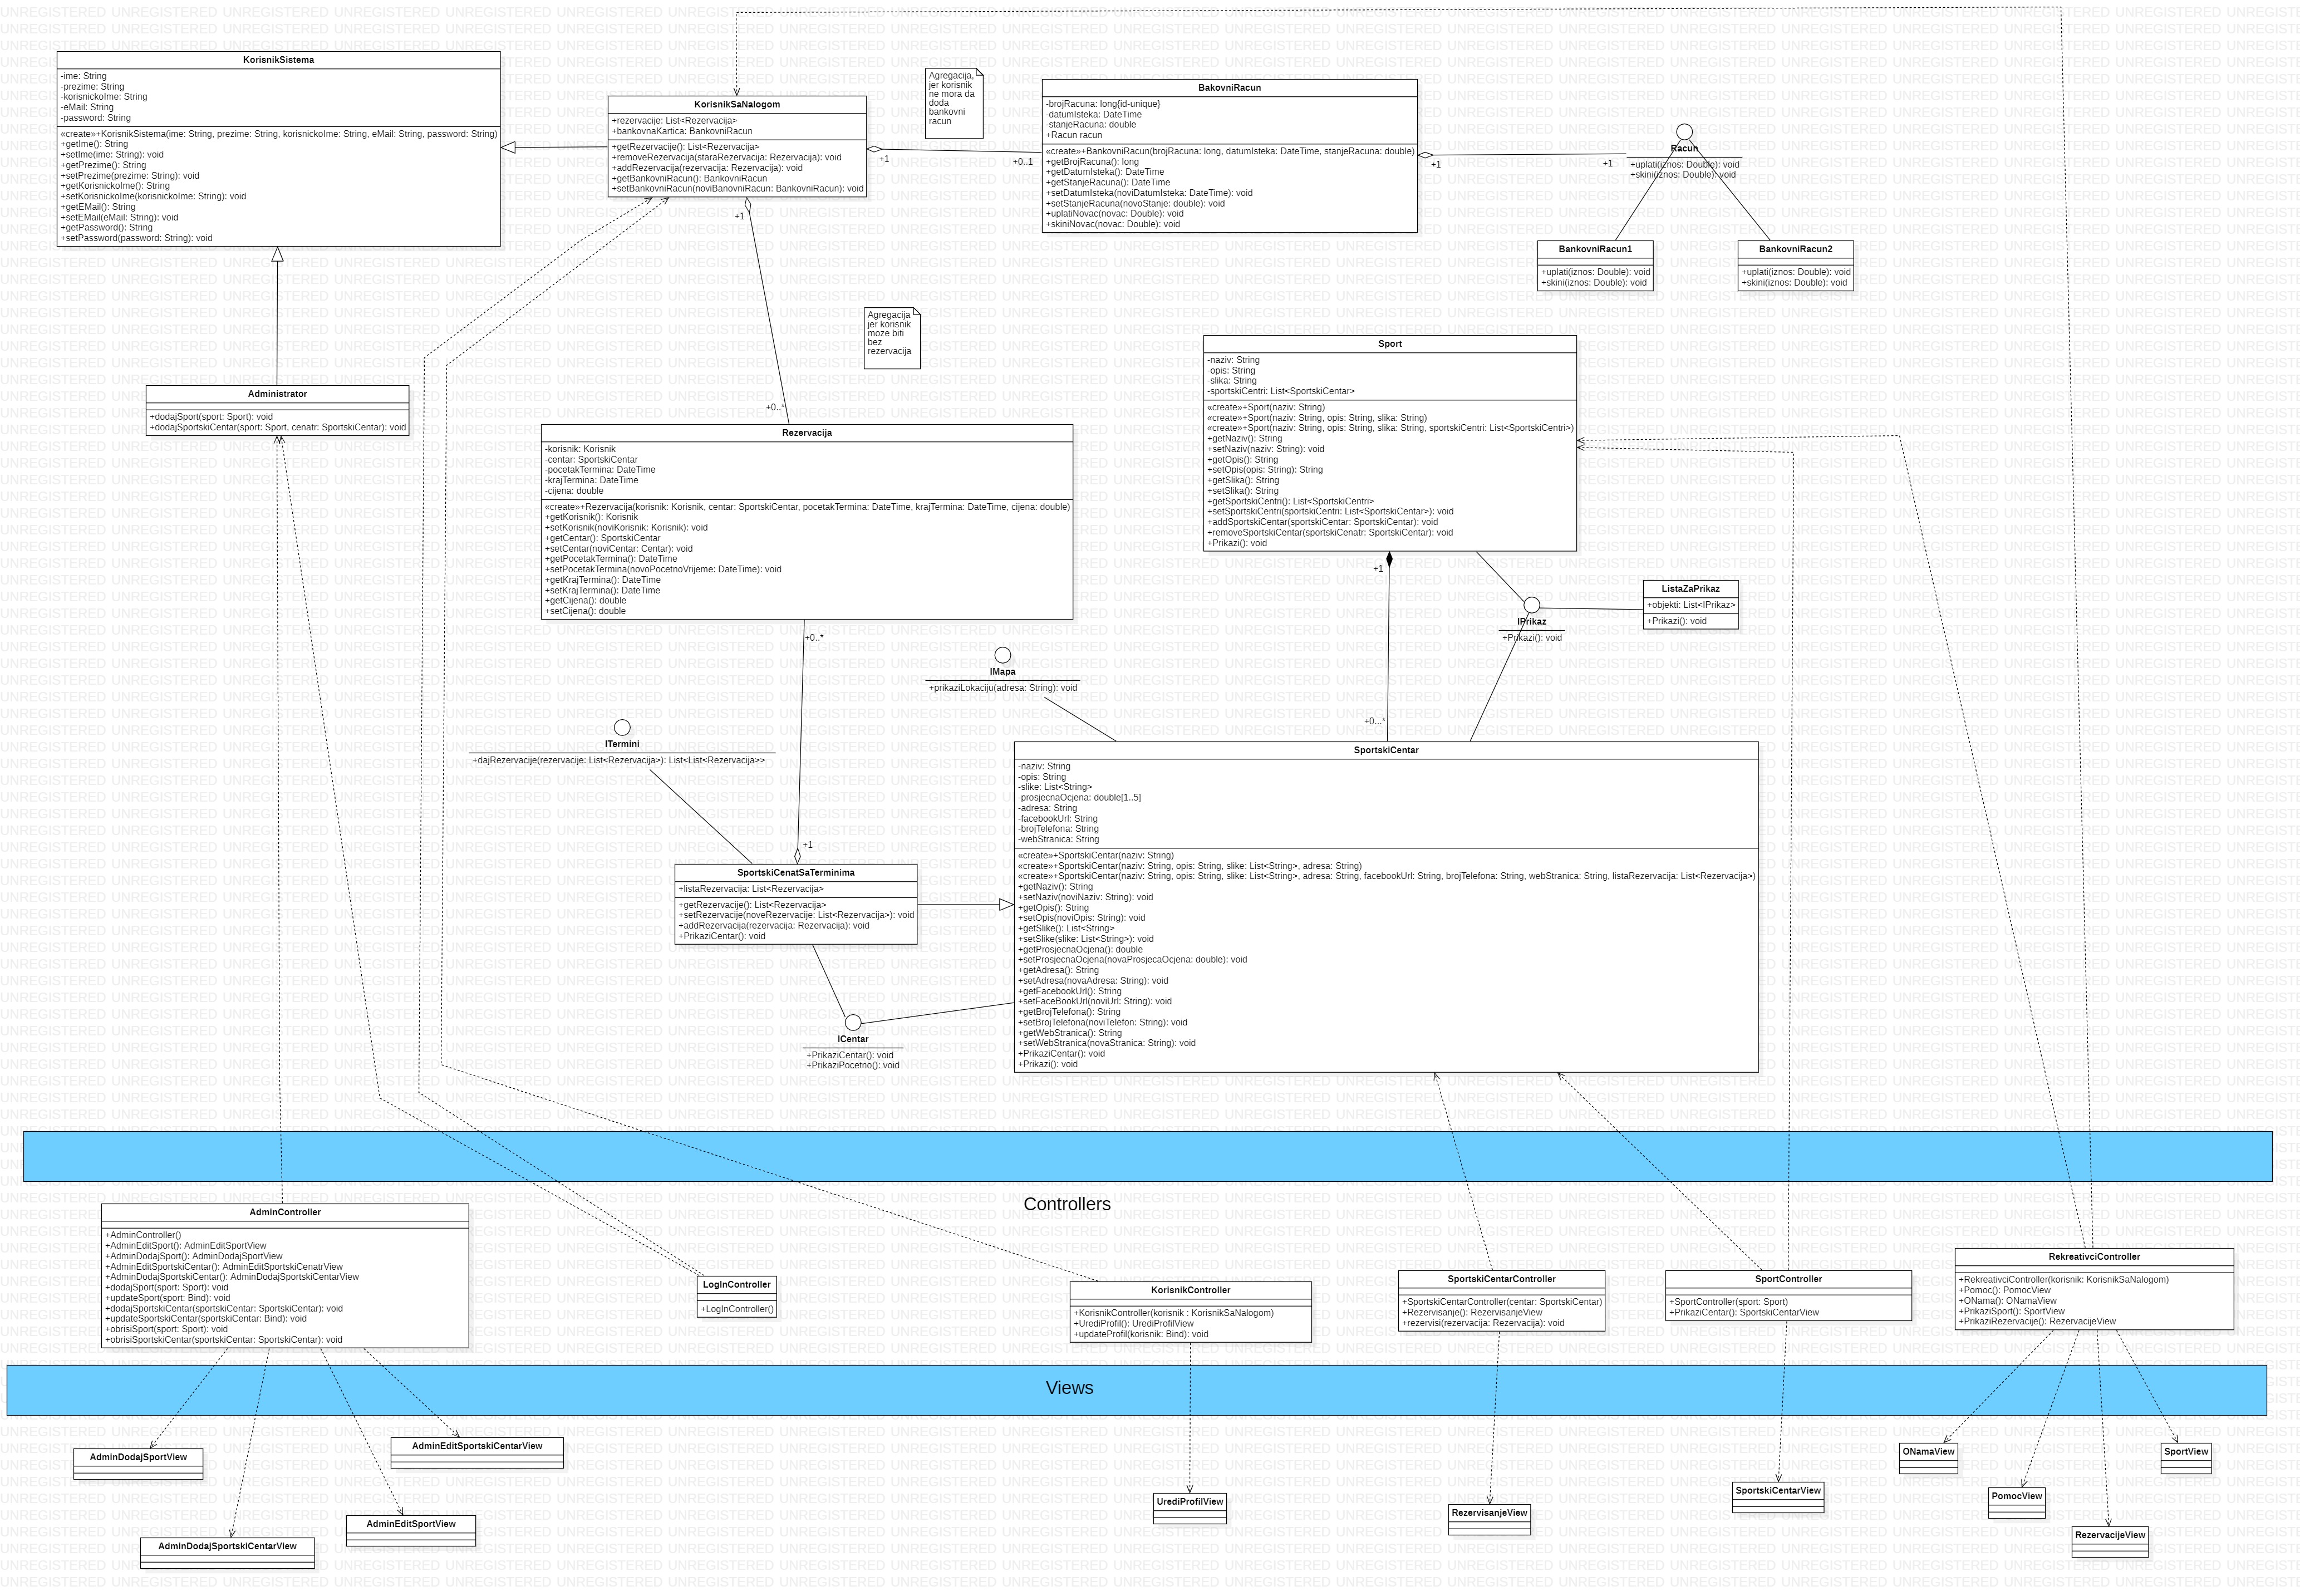 KorisnikSistema
-ime: String
-prezime: String
-korisnickoIme: String
-eMail: String
-password: String
«create»+KorisnikSistema(ime: String, prezime: String, korisnickoIme: String, eMail: String, password: String)
+getIme(): String
+setIme(ime: String): void
+getPrezime(): String
+setPrezime(prezime: String): void
+getKorisnickoIme(): String
+setKorisnickoIme(korisnickoIme: String): void
+getEMail(): String
+setEMail(eMail: String): void
+getPassword(): String
+setPassword(password: String): void
KorisnikSaNalogom
+rezervacije: List<Rezervacija>
+bankovnaKartica: BankovniRacun
+getRezervacije(): List<Rezervacija>
+removeRezervacija(staraRezervacija: Rezervacija): void
+addRezervacija(rezervacija: Rezervacija): void
+getBankovniRacun(): BankovniRacun
+setBankovniRacun(noviBanovniRacun: BankovniRacun): void
+1
+0..1
+1
+0..*
Agregacija,
jer korisnik
ne mora da
doda
bankovni
racun
BakovniRacun
-brojRacuna: long{id-unique}
-datumIsteka: DateTime
-stanjeRacuna: double
+Racun racun
«create»+BankovniRacun(brojRacuna: long, datumIsteka: DateTime, stanjeRacuna: double)
+getBrojRacuna(): long
+getDatumIsteka(): DateTime
+getStanjeRacuna(): DateTime
+setDatumIsteka(noviDatumIsteka: DateTime): void
+setStanjeRacuna(novoStanje: double): void
+uplatiNovac(novac: Double): void
+skiniNovac(novac: Double): void
+1
+1
Racun
+uplati(iznos: Double): void
+skini(iznos: Double): void
BankovniRacun1
+uplati(iznos: Double): void
+skini(iznos: Double): void
BankovniRacun2
+uplati(iznos: Double): void
+skini(iznos: Double): void
Agregacija
jer korisnik
moze biti
bez
rezervacija
Administrator
+dodajSport(sport: Sport): void
+dodajSportskiCentar(sport: Sport, cenatr: SportskiCentar): void
Rezervacija
-korisnik: Korisnik
-centar: SportskiCentar
-pocetakTermina: DateTime
-krajTermina: DateTime
-cijena: double
«create»+Rezervacija(korisnik: Korisnik, centar: SportskiCentar, pocetakTermina: DateTime, krajTermina: DateTime, cijena: double)
+getKorisnik(): Korisnik
+setKorisnik(noviKorisnik: Korisnik): void
+getCentar(): SportskiCentar
+setCentar(noviCentar: Centar): void
+getPocetakTermina(): DateTime
+setPocetakTermina(novoPocetnoVrijeme: DateTime): void
+getKrajTermina(): DateTime
+setKrajTermina(): DateTime
+getCijena(): double
+setCijena(): double
+0..*
+1
Sport
-naziv: String
-opis: String
-slika: String
-sportskiCentri: List<SportskiCentar>
«create»+Sport(naziv: String)
«create»+Sport(naziv: String, opis: String, slika: String)
«create»+Sport(naziv: String, opis: String, slika: String, sportskiCentri: List<SportskiCentri>)
+getNaziv(): String
+setNaziv(naziv: String): void
+getOpis(): String
+setOpis(opis: String): String
+getSlika(): String
+setSlika(): String
+getSportskiCentri(): List<SportskiCentri>
+setSportskiCentri(sportskiCentri: List<SportskiCentar>): void
+addSportskiCentar(sportskiCentar: SportskiCentar): void
+removeSportskiCentar(sportskiCenatr: SportskiCentar): void
+Prikazi(): void
+1
+0...*
IPrikaz
+Prikazi(): void
ListaZaPrikaz
+objekti: List<IPrikaz>
+Prikazi(): void
IMapa
+prikaziLokaciju(adresa: String): void
ITermini
+dajRezervacije(rezervacije: List<Rezervacija>): List<List<Rezervacija>>
SportskiCenatSaTerminima
+listaRezervacija: List<Rezervacija>
+getRezervacije(): List<Rezervacija>
+setRezervacije(noveRezervacije: List<Rezervacija>): void
+addRezervacija(rezervacija: Rezervacija): void
+PrikaziCentar(): void
SportskiCentar
-naziv: String
-opis: String
-slike: List<String>
-prosjecnaOcjena: double[1..5]
-adresa: String
-facebookUrl: String
-brojTelefona: String
-webStranica: String
«create»+SportskiCentar(naziv: String)
«create»+SportskiCentar(naziv: String, opis: String, slike: List<String>, adresa: String)
«create»+SportskiCentar(naziv: String, opis: String, slike: List<String>, adresa: String, facebookUrl: String, brojTelefona: String, webStranica: String, listaRezervacija: List<Rezervacija>)
+getNaziv(): String
+setNaziv(noviNaziv: String): void
+getOpis(): String
+setOpis(noviOpis: String): void
+getSlike(): List<String>
+setSlike(slike: List<String>): void
+getProsjecnaOcjena(): double
+setProsjecnaOcjena(novaProsjecaOcjena: double): void
+getAdresa(): String
+setAdresa(novaAdresa: String): void
+getFacebookUrl(): String
+setFaceBookUrl(noviUrl: String): void
+getBrojTelefona(): String
+setBrojTelefona(noviTelefon: String): void
+getWebStranica(): String
+setWebStranica(novaStranica: String): void
+PrikaziCentar(): void
+Prikazi(): void
ICentar
+PrikaziCentar(): void
+PrikaziPocetno(): void
Controllers
AdminController
+AdminController()
+AdminEditSport(): AdminEditSportView
+AdminDodajSport(): AdminDodajSportView
+AdminEditSportskiCentar(): AdminEditSportskiCenatrView
+AdminDodajSportskiCentar(): AdminDodajSportskiCentarView
+dodajSport(sport: Sport): void
+updateSport(sport: Bind): void
+dodajSportskiCentar(sportskiCentar: SportskiCentar): void
+updateSportskiCentar(sportskiCentar: Bind): void
+obrisiSport(sport: Sport): void
+obrisiSportskiCentar(sportskiCentar: SportskiCentar): void
LogInController
+LogInController()
KorisnikController
+KorisnikController(korisnik : KorisnikSaNalogom)
+UrediProfil(): UrediProfilView
+updateProfil(korisnik: Bind): void
SportskiCentarController
+SportskiCentarController(centar: SportskiCentar)
+Rezervisanje(): RezervisanjeView
+rezervisi(rezervacija: Rezervacija): void
SportController
+SportController(sport: Sport)
+PrikaziCentar(): SportskiCentarView
RekreativciController
+RekreativciController(korisnik: KorisnikSaNalogom)
+Pomoc(): PomocView
+ONama(): ONamaView
+PrikaziSport(): SportView
+PrikaziRezervacije(): RezervacijeView
Views
AdminDodajSportView
AdminEditSportskiCentarView
AdminDodajSportskiCentarView
AdminEditSportView
UrediProfilView
RezervisanjeView
SportskiCentarView
ONamaView
PomocView
RezervacijeView
SportView